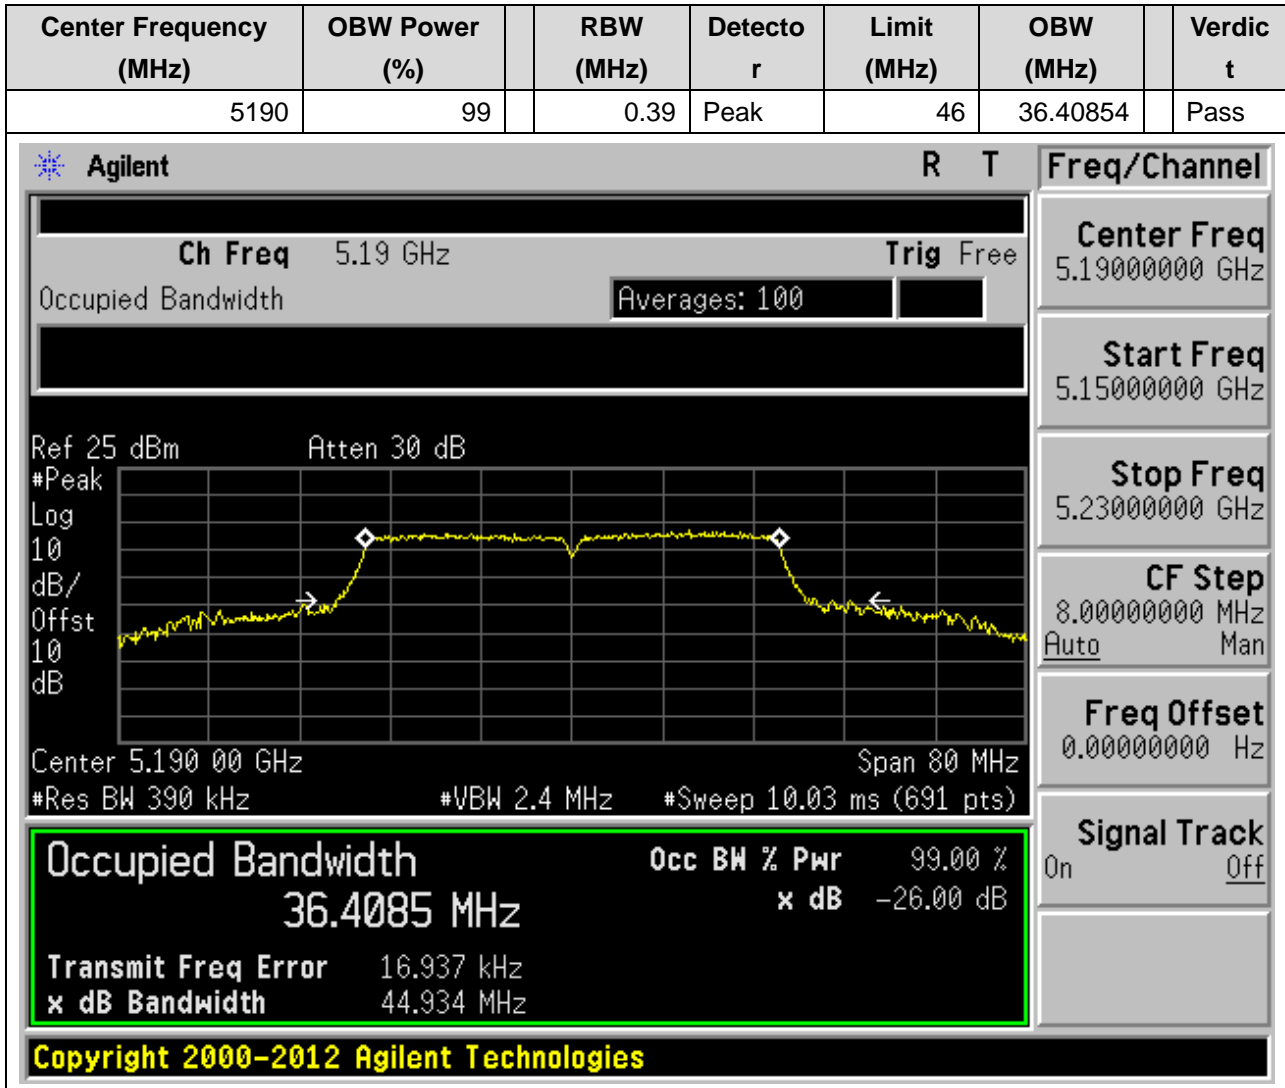 Center Frequency (MHz) OBW Power (%) RBW (MHz) Detector Limit (MHz) OBW (MHz) Verdict
5190 99 0.39 Peak 46 36.40854 Pass
Agilent R T
Ch Freq 5.19 GHz Trig Free
Occupied Bandwidth Averages: 100
Ref 25 dBm Atten 30 dB
#Peak
Log
10
dB/
Offst
10
dB
Center 5.190 00 GHz Span 80 MHz
#Res BW 390 kHz #VBW 2.4 MHz #Sweep 10.03 ms (691 pts)
Occupied Bandwidth Occ BW % Pwr 99.00 %
36.4085 MHz x dB -26.00 dB
Transmit Freq Error 16.937 kHz
x dB Bandwidth 44.934 MHz
Freq/Channel
Center Freq
5.19000000 GHz
Start Freq
5.15000000 GHz
Stop Freq
5.23000000 GHz
CF Step
8.00000000 MHz
Auto Man
Freq Offset
0.00000000 Hz
Signal Track
On Off
Copyright 2000-2012 Agilent Technologies